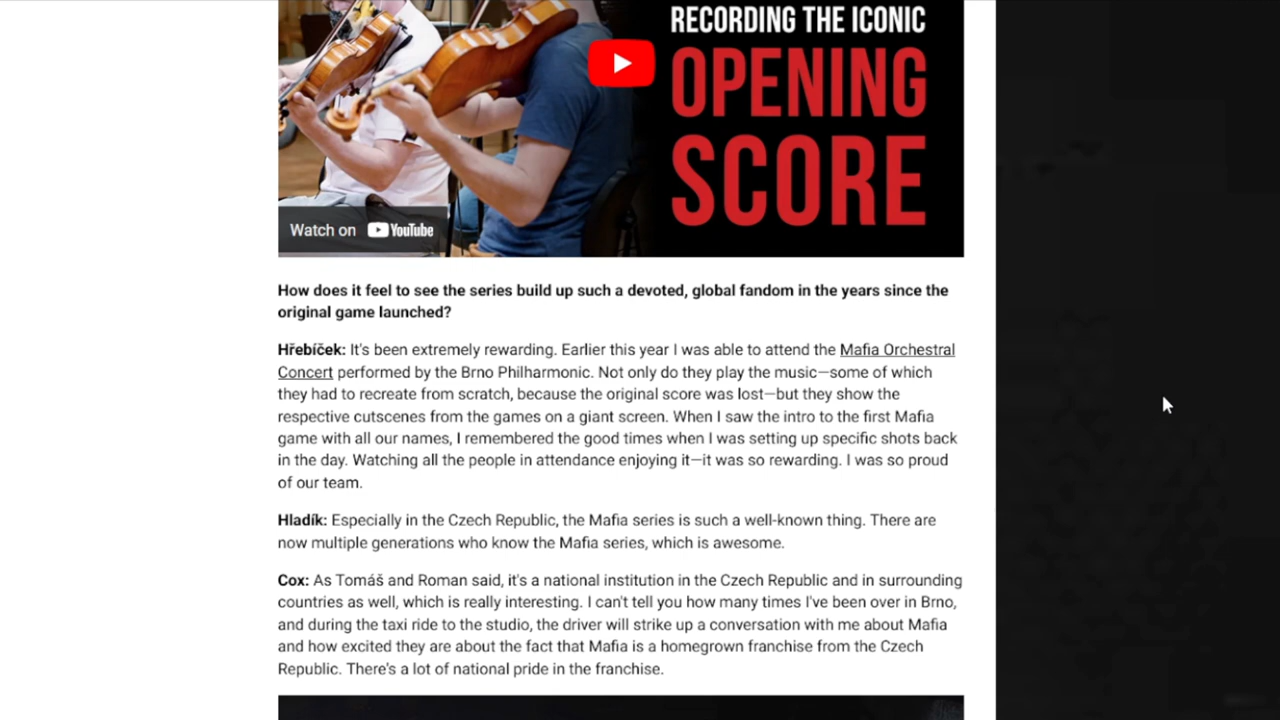 RECORDING THE ICONIC
OPENING
SCORE
Watch on YouTube
How does it feel to see the series build up such a devoted, global fandom in the years since the
original game launched?
Hřebíček: It's been extremely rewarding. Earlier this year I was able to attend the Mafia Orchestral
Concert performed by the Brno Philharmonic. Not only do they play the music—some of which
they had to recreate from scratch, because the original score was lost—but they show the
respective cutscenes from the games on a giant screen. When I saw the intro to the first Mafia
game with all our names, I remembered the good times when I was setting up specific shots back
in the day. Watching all the people in attendance enjoying it—it was so rewarding. I was so proud
of our team.
Hladík: Especially in the Czech Republic, the Mafia series is such a well-known thing. There are
now multiple generations who know the Mafia series, which is awesome.
Cox: As Tomáš and Roman said, it's a national institution in the Czech Republic and in surrounding
countries as well, which is really interesting. I can't tell you how many times I've been over in Brno,
and during the taxi ride to the studio, the driver will strike up a conversation with me about Mafia
and how excited they are about the fact that Mafia is a homegrown franchise from the Czech
Republic. There's a lot of national pride in the franchise.